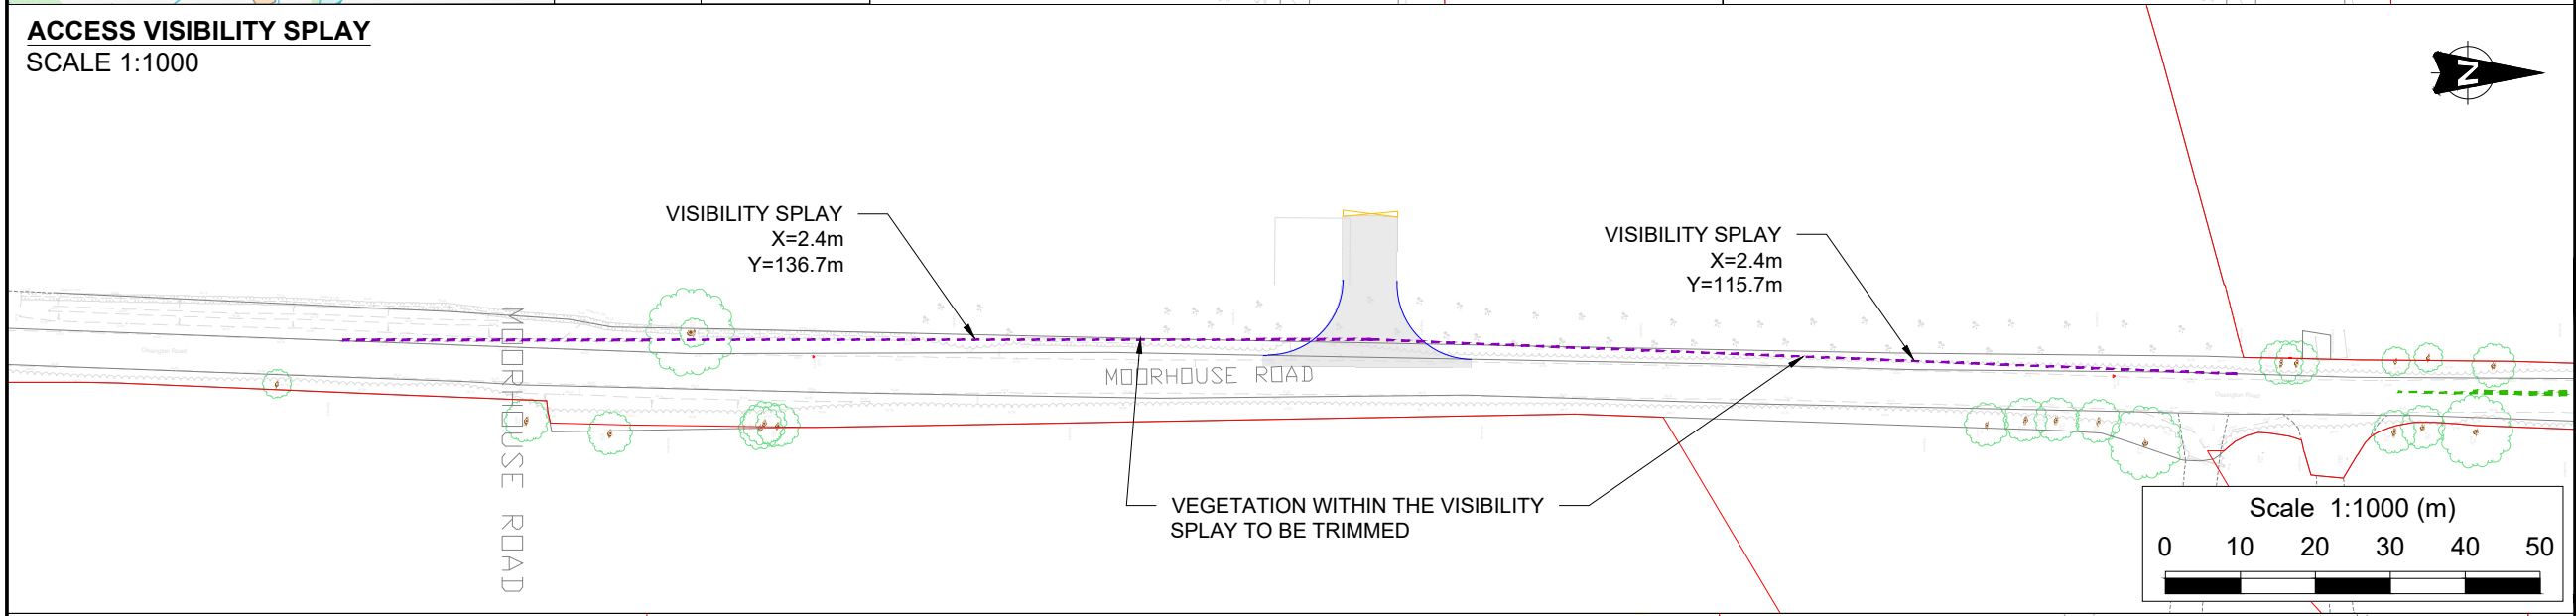 ACCESS VISIBILITY SPLAY
SCALE 1:1000
N
VISIBILITY SPLAY
X=2.4m
Y=136.7m
VISIBILITY SPLAY
X=2.4m
Y=115.7m
MOORHOUSE ROAD
MOORHOUSE ROAD
VEGETATION WITHIN THE VISIBILITY
SPLAY TO BE TRIMMED
Scale 1:1000 (m)
0 10 20 30 40 50